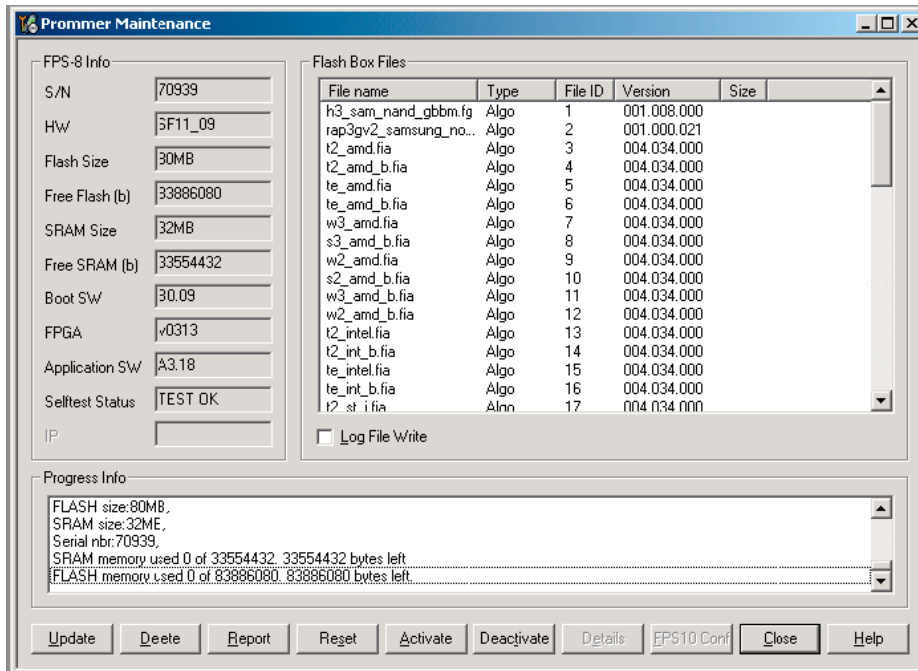 Prommer Maintenance
FPS-8 Info
S/N 70939
HW SF11_09
Flash Size 80MB
Free Flash (b) 83886080
SRAM Size 32MB
Free SRAM (b) 33554432
Boot SW B0.09
FPGA v0313
Application SW A3.18
Selftest Status TEST OK
IP
Flash Box Files
File name Type File ID Version Size
h3_sam_nand_gbbm.fg Algo 1 001.008.000
rap3gv2_samsung_no... Algo 2 001.000.021
t2_amd.fia Algo 3 004.034.000
t2_amd_b.fia Algo 4 004.034.000
te_amd.fia Algo 5 004.034.000
te_amd_b.fia Algo 6 004.034.000
w3_amd.fia Algo 7 004.034.000
s3_amd_b.fia Algo 8 004.034.000
w2_amd.fia Algo 9 004.034.000
s2_amd_b.fia Algo 10 004.034.000
w3_amd_b.fia Algo 11 004.034.000
w2_amd_b.fia Algo 12 004.034.000
t2_intel.fia Algo 13 004.034.000
t2_int_b.fia Algo 14 004.034.000
te_intel.fia Algo 15 004.034.000
te_int_b.fia Algo 16 004.034.000
t2_st_i.fia Algo 17 004.034.000
Log File Write
Progress Info
FLASH size:80MB,
SRAM size:32ME,
Serial nbr:70939,
SRAM memory used 0 of 33554432. 33554432 bytes left
FLASH memory used 0 of 83886080. 83886080 bytes left.
Update Deete Report Reset Activate Deactivate Details FPS10 Conf Close Help